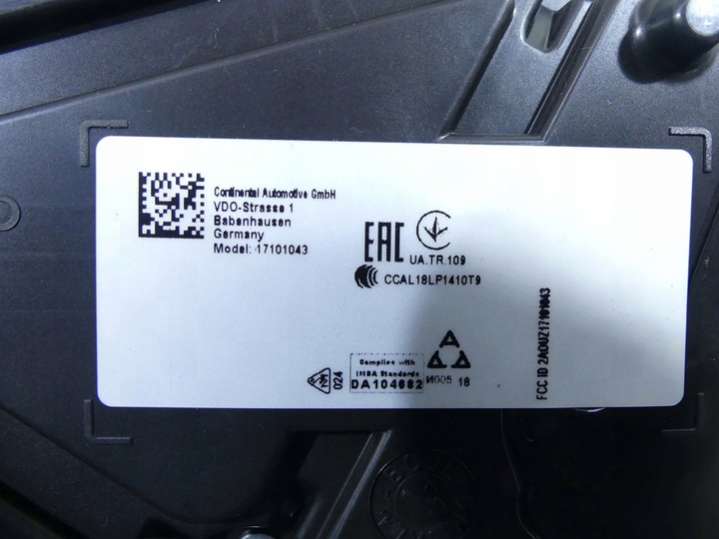 Continental Automotive GmbH
VDO-Strasse 1
Babenhausen
Germany
Model: 17101043
EAC
UA.TR.109
CCAL18LP1410T9
FCC ID 2AOUZ17101043
024
Complies with
IMDA Standards
DA104682
И005 18